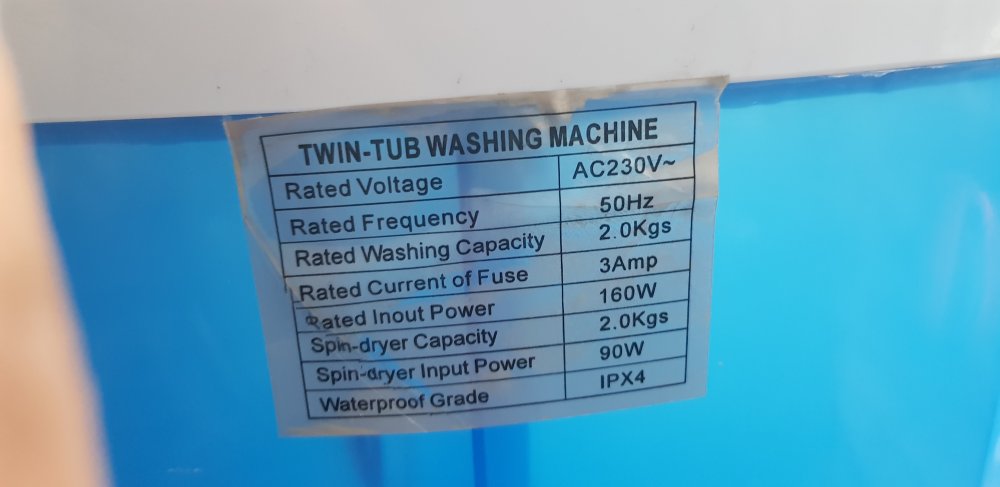 TWIN-TUB WASHING MACHINE
Rated Voltage AC230V~
Rated Frequency 50Hz
Rated Washing Capacity 2.0Kgs
Rated Current of Fuse 3Amp
Rated Inout Power 160W
Spin-dryer Capacity 2.0Kgs
Spin-dryer Input Power 90W
Waterproof Grade IPX4